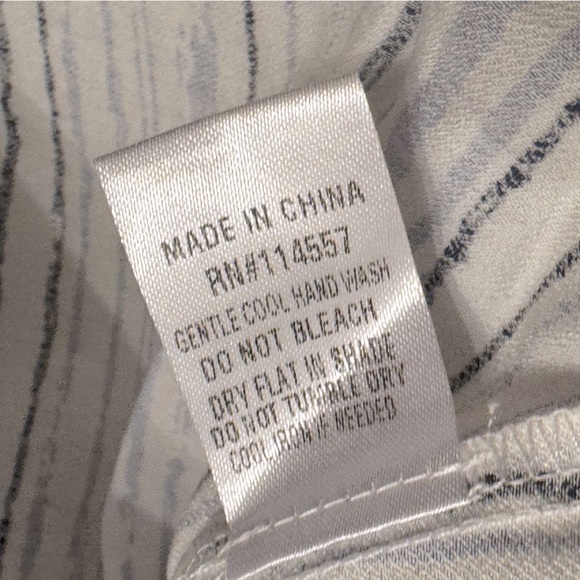 MADE IN CHINA
RN#114557
GENTLE COOL HAND WASH
DO NOT BLEACH
DRY FLAT IN SHADE
DO NOT TUMBLE DRY
COOL IRON IF NEEDED